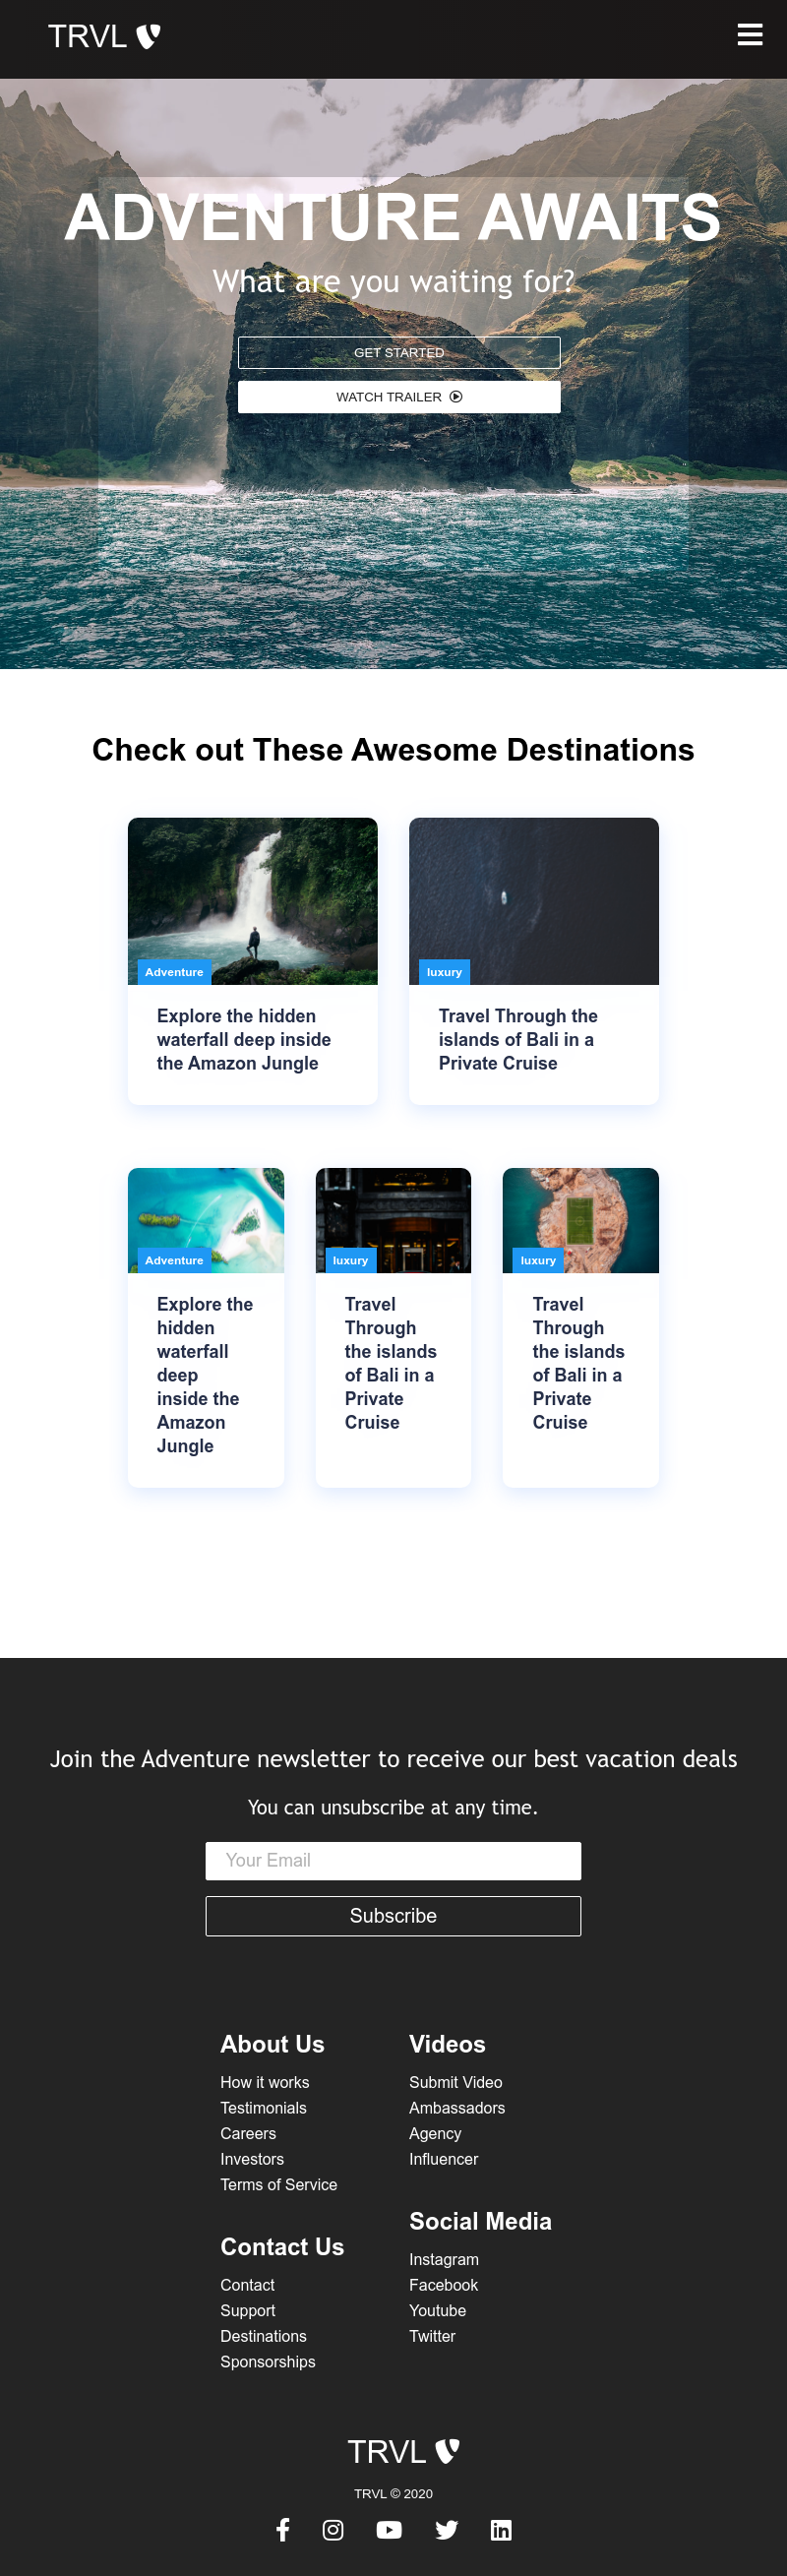 TRVL
ADVENTURE AWAITS
What are you waiting for?
GET STARTED
WATCH TRAILER
Check out These Awesome Destinations
Adventure
Explore the hidden
waterfall deep inside
the Amazon Jungle
luxury
Travel Through the
islands of Bali in a
Private Cruise
Adventure
Explore the
hidden
waterfall
deep
inside the
Amazon
Jungle
luxury
Travel
Through
the islands
of Bali in a
Private
Cruise
luxury
Travel
Through
the islands
of Bali in a
Private
Cruise
Join the Adventure newsletter to receive our best vacation deals
You can unsubscribe at any time.
Your Email
Subscribe
About Us
How it works
Testimonials
Careers
Investors
Terms of Service
Contact Us
Contact
Support
Destinations
Sponsorships
Videos
Submit Video
Ambassadors
Agency
Influencer
Social Media
Instagram
Facebook
Youtube
Twitter
TRVL
TRVL © 2020